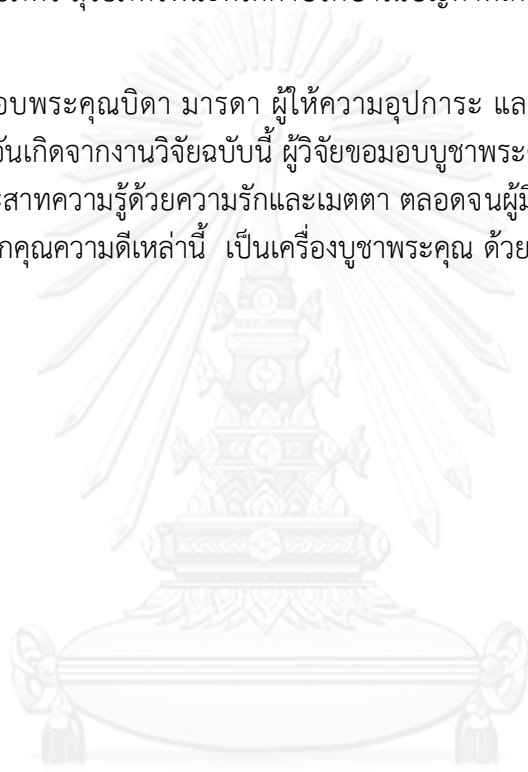 อบพระคุณบิดา มารดา ผู้ให้ความอุปการะ แล
จันเกิดจากงานวิจัยฉบับนี้ ผู้วิจัยขอมอบบูชาพระ
ะสาทความรู้ด้วยความรักและเมตตา ตลอดจนผู้มี
กคุณความดีเหล่านี้ เป็นเครื่องบูชาพระคุณ ด้วย